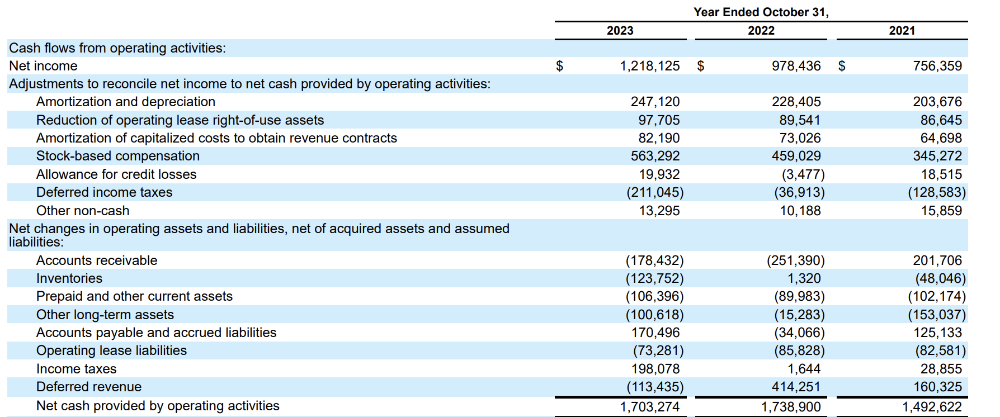 Year Ended October 31,
2023 2022 2021
Cash flows from operating activities:
Net income $ 1,218,125 $ 978,436 $ 756,359
Adjustments to reconcile net income to net cash provided by operating activities:
Amortization and depreciation 247,120 228,405 203,676
Reduction of operating lease right-of-use assets 97,705 89,541 86,645
Amortization of capitalized costs to obtain revenue contracts 82,190 73,026 64,698
Stock-based compensation 563,292 459,029 345,272
Allowance for credit losses 19,932 (3,477) 18,515
Deferred income taxes (211,045) (36,913) (128,583)
Other non-cash 13,295 10,188 15,859
Net changes in operating assets and liabilities, net of acquired assets and assumed
liabilities:
Accounts receivable (178,432) (251,390) 201,706
Inventories (123,752) 1,320 (48,046)
Prepaid and other current assets (106,396) (89,983) (102,174)
Other long-term assets (100,618) (15,283) (153,037)
Accounts payable and accrued liabilities 170,496 (34,066) 125,133
Operating lease liabilities (73,281) (85,828) (82,581)
Income taxes 198,078 1,644 28,855
Deferred revenue (113,435) 414,251 160,325
Net cash provided by operating activities 1,703,274 1,738,900 1,492,622